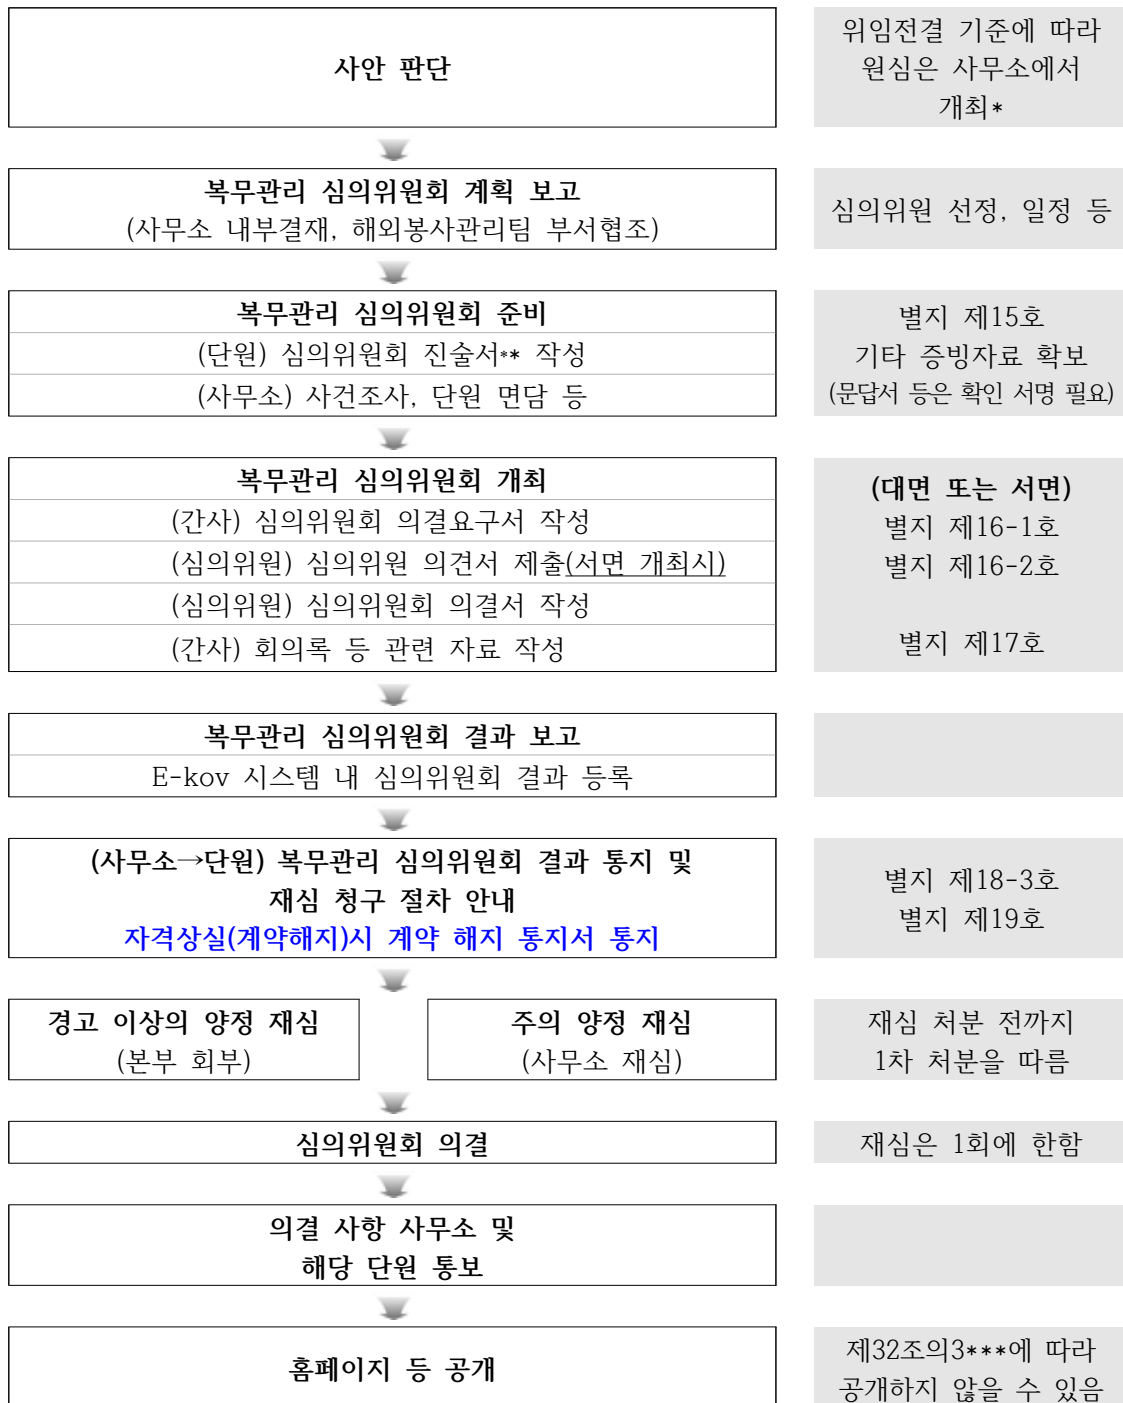 사안 판단
위임전결 기준에 따라
원심은 사무소에서
개최*
복무관리 심의위원회 계획 보고
(사무소 내부결재, 해외봉사관리팀 부서협조)
심의위원 선정, 일정 등
복무관리 심의위원회 준비
(단원) 심의위원회 진술서** 작성
(사무소) 사건조사, 단원 면담 등
별지 제15호
기타 증빙자료 확보
(문답서 등은 확인 서명 필요)
복무관리 심의위원회 개최
(간사) 심의위원회 의결요구서 작성
(심의위원) 심의위원 의견서 제출(서면 개최시)
(심의위원) 심의위원회 의결서 작성
(간사) 회의록 등 관련 자료 작성
(대면 또는 서면)
별지 제16-1호
별지 제16-2호
별지 제17호
복무관리 심의위원회 결과 보고
E-kov 시스템 내 심의위원회 결과 등록
(사무소→단원) 복무관리 심의위원회 결과 통지 및
재심 청구 절차 안내
자격상실(계약해지)시 계약 해지 통지서 통지
별지 제18-3호
별지 제19호
경고 이상의 양정 재심
(본부 회부)
주의 양정 재심
(사무소 재심)
재심 처분 전까지
1차 처분을 따름
심의위원회 의결
재심은 1회에 한함
의결 사항 사무소 및
해당 단원 통보
홈페이지 등 공개
제32조의3***에 따라
공개하지 않을 수 있음